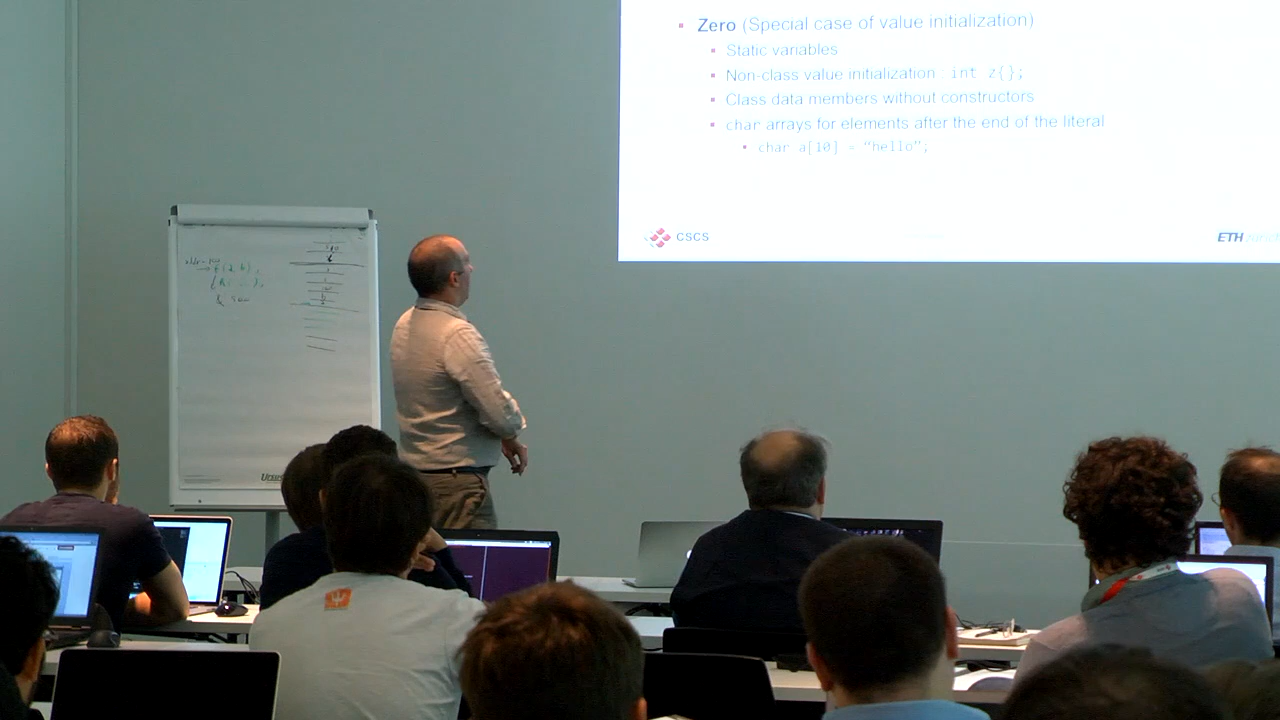 Zero (Special case of value initialization)
Static variables
Non-class value initialization : int z{};
Class data members without constructors
char arrays for elements after the end of the literal
char a[10] = "hello";
CSCS
ETH zürich